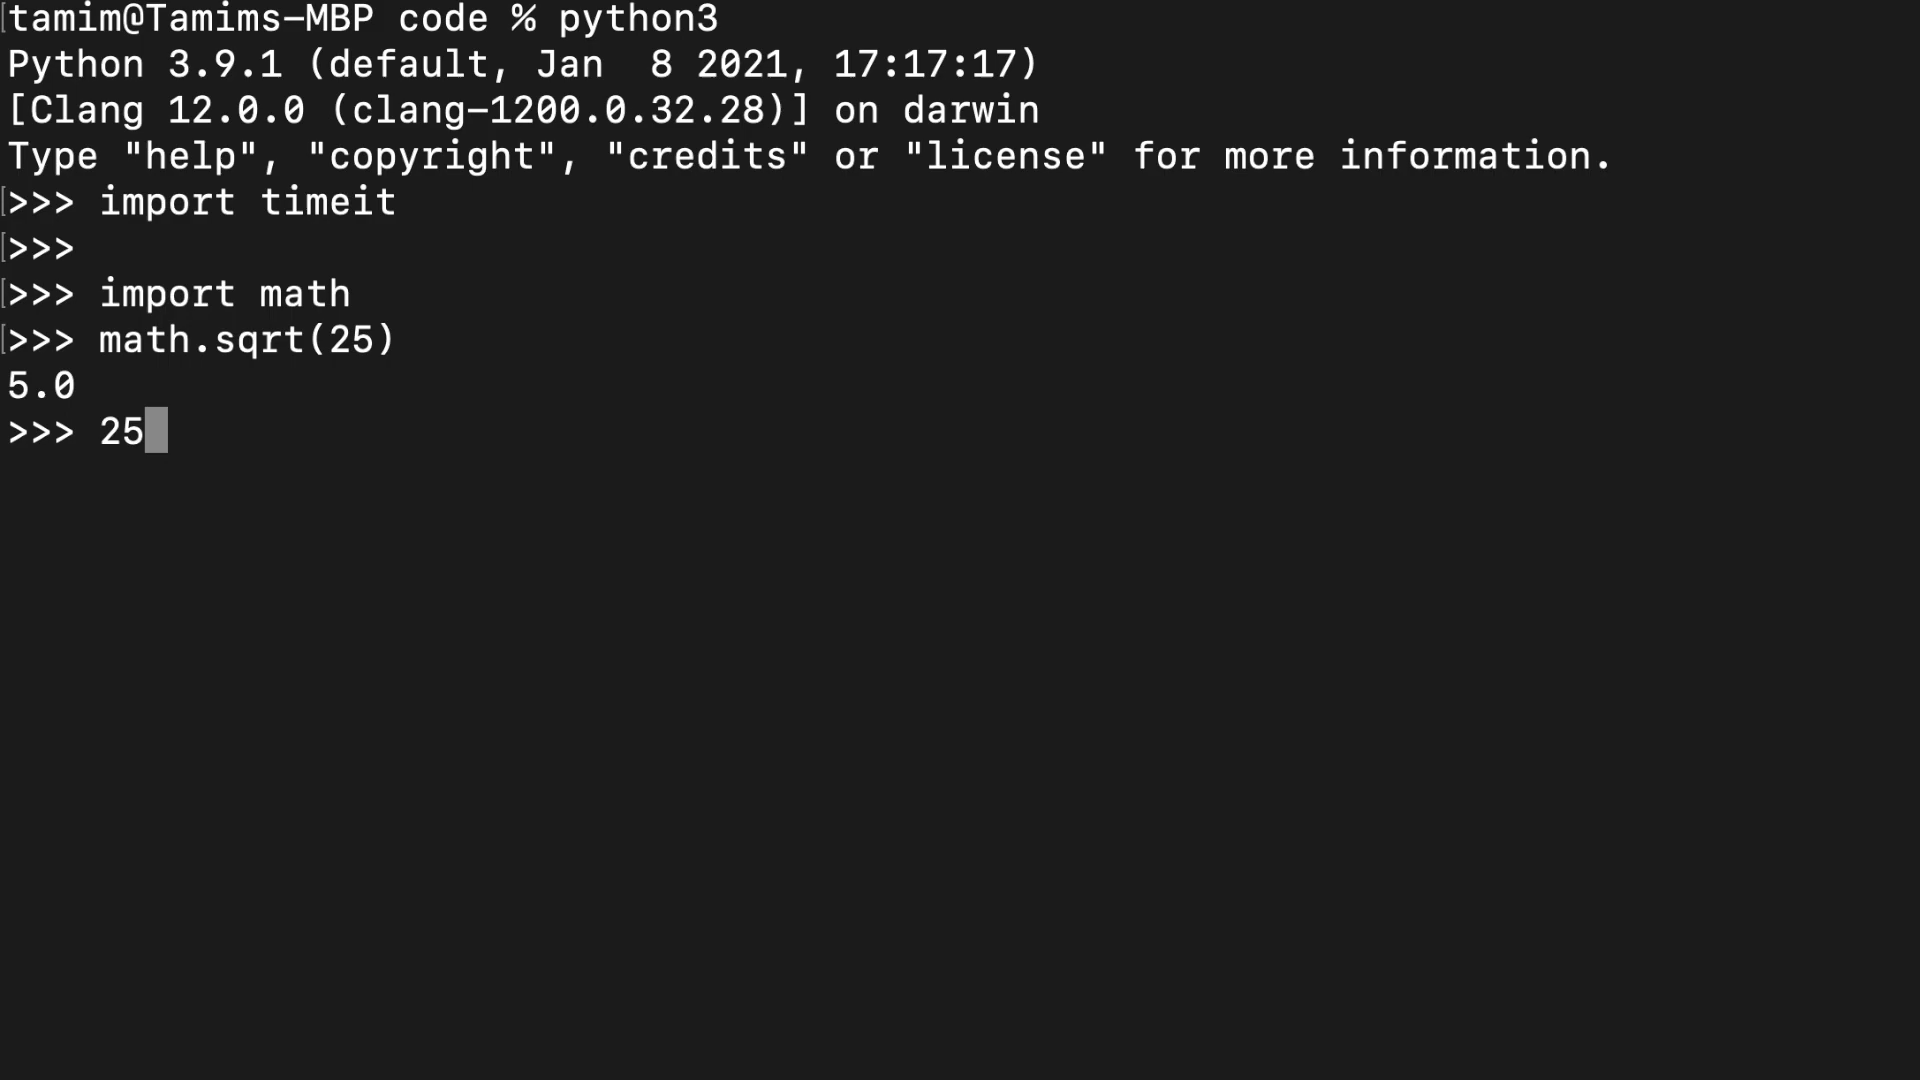 tamim@Tamims-MBP code % python3
Python 3.9.1 (default, Jan  8 2021, 17:17:17)
[Clang 12.0.0 (clang-1200.0.32.28)] on darwin
Type "help", "copyright", "credits" or "license" for more information.
>>> import timeit
>>>
>>> import math
>>> math.sqrt(25)
5.0
>>> 25